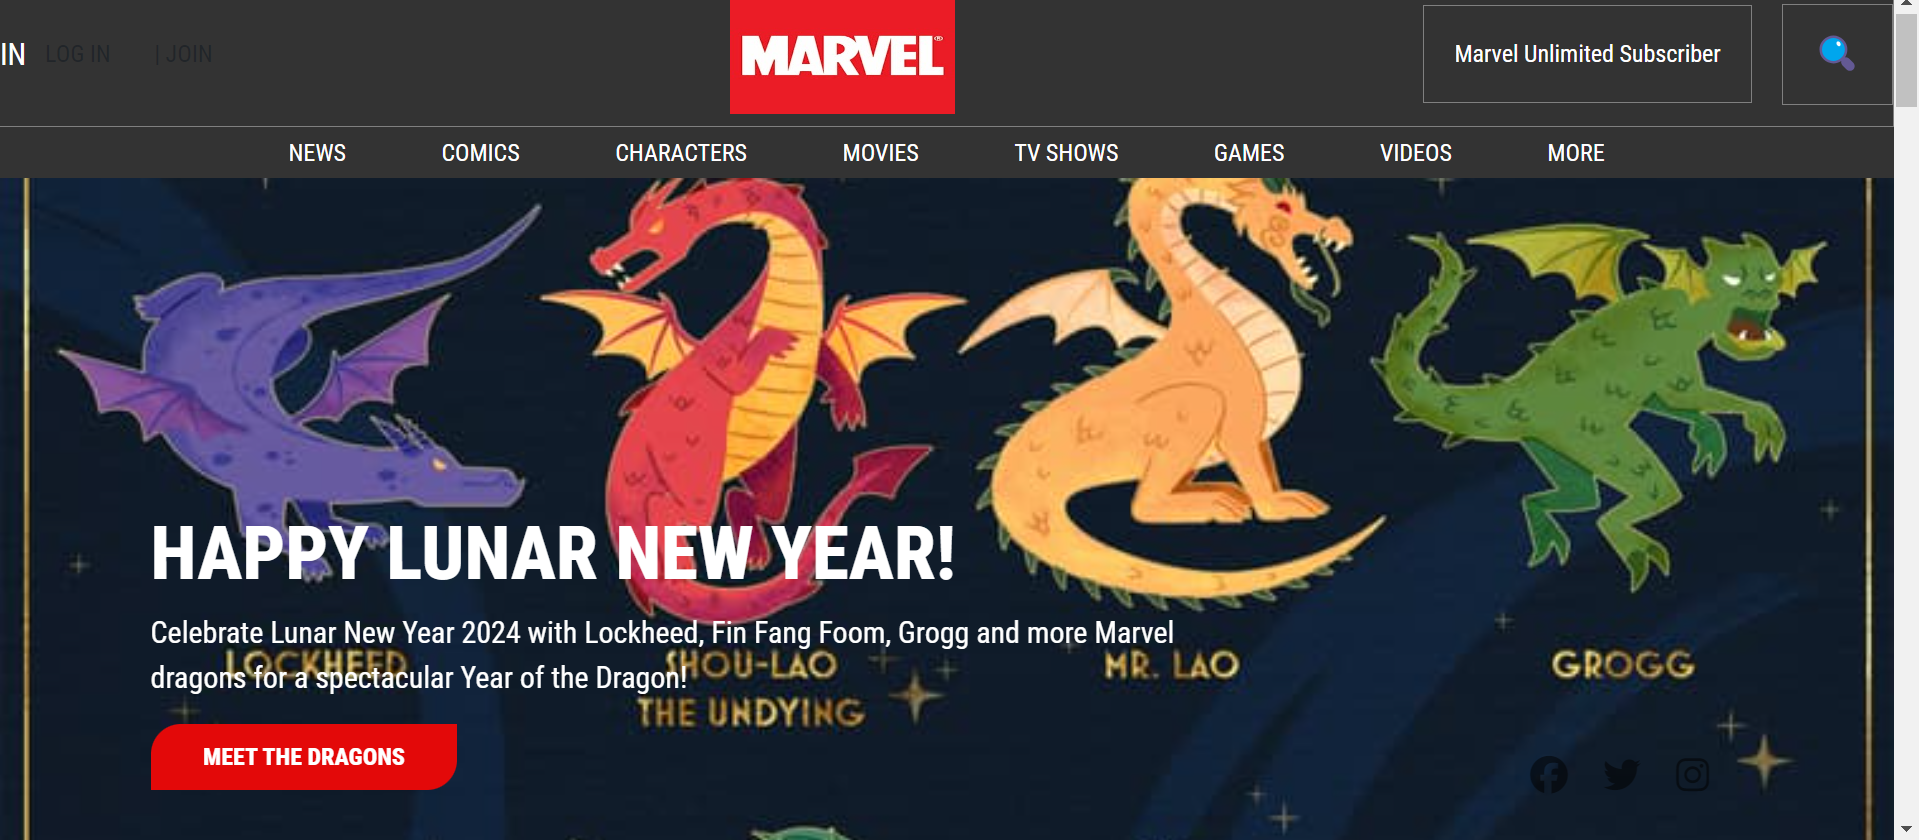 IN LOG IN | JOIN
MARVEL
Marvel Unlimited Subscriber
NEWS COMICS CHARACTERS MOVIES TV SHOWS GAMES VIDEOS MORE
HAPPY LUNAR NEW YEAR!
Celebrate Lunar New Year 2024 with Lockheed, Fin Fang Foom, Grogg and more Marvel
dragons for a spectacular Year of the Dragon!
LOCKHEED
SHOU-LAO
THE UNDYING
MR. LAO
GROGG
MEET THE DRAGONS